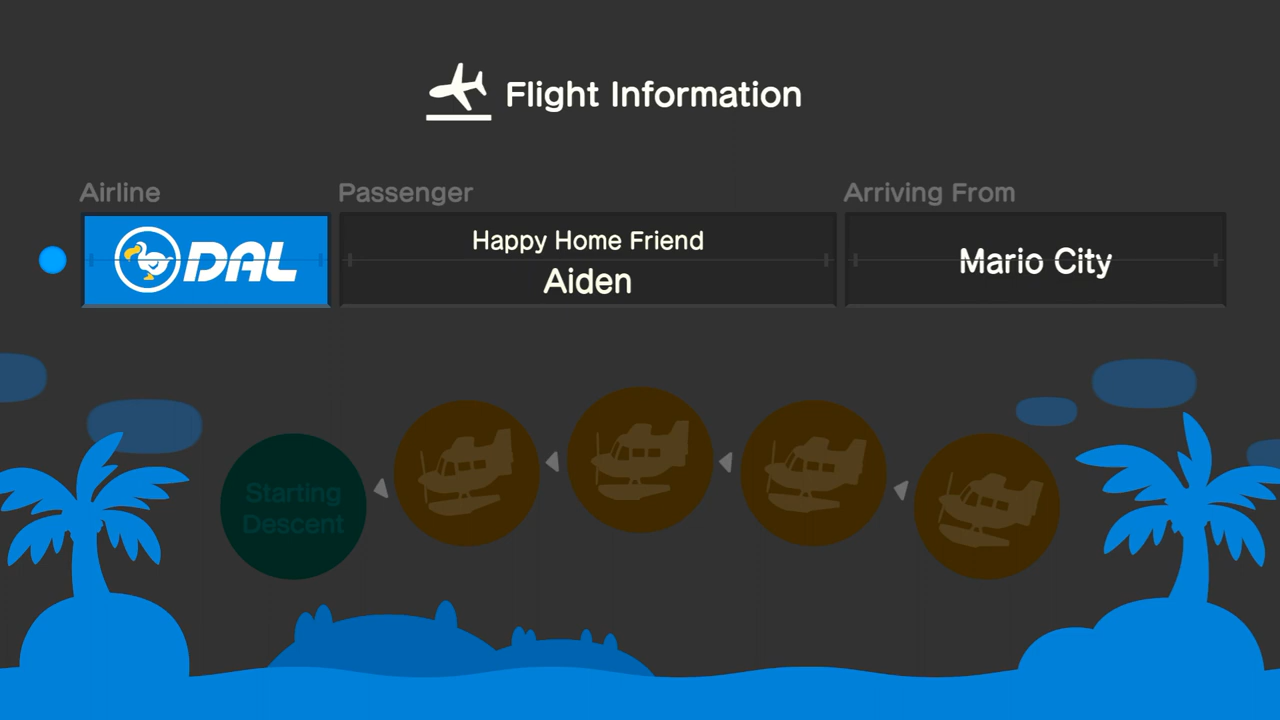 Flight Information
Airline
Passenger
Arriving From
DAL
Happy Home Friend
Aiden
Mario City
Starting
Descent